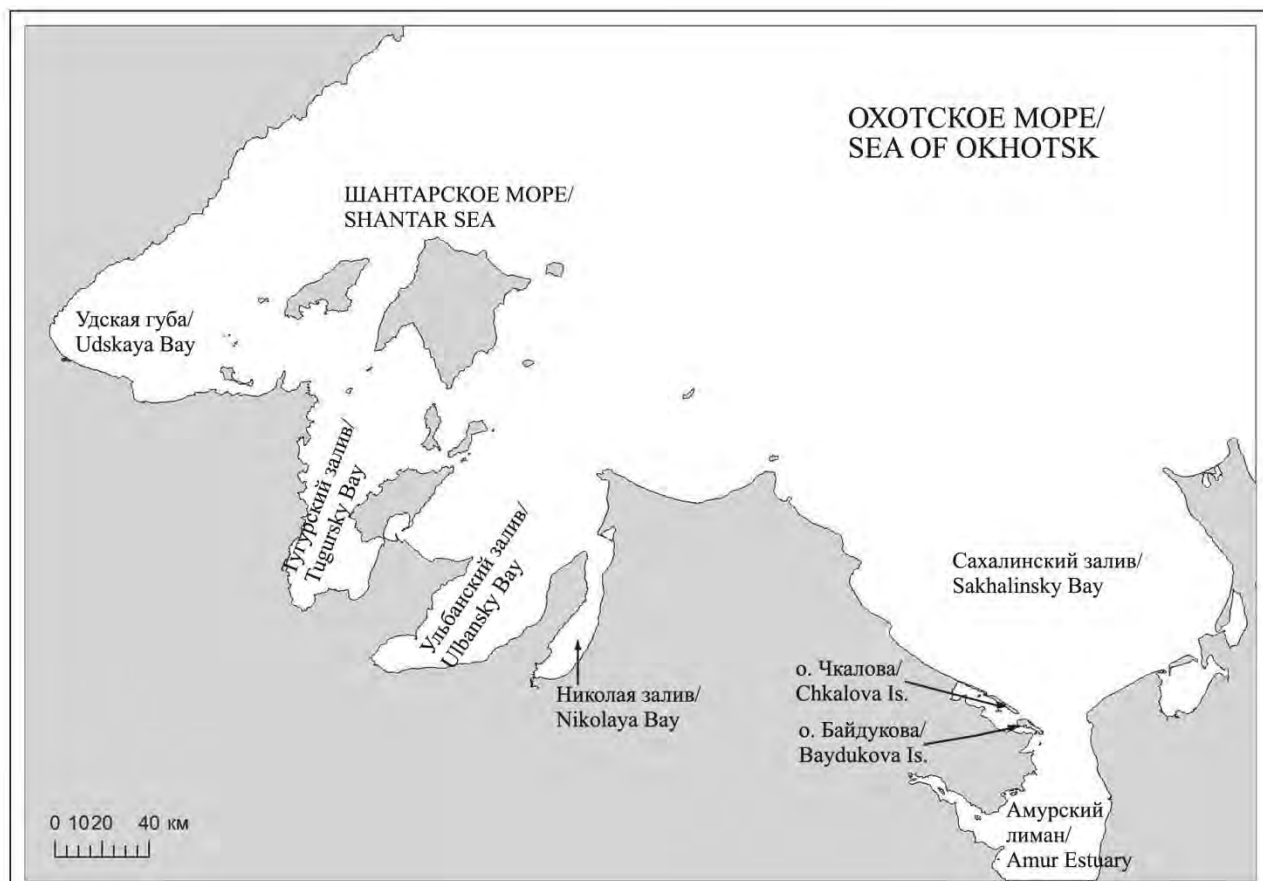 ОХОТСКОЕ МОРЕ/
SEA OF OKHOTSK
ШАНТАРСКОЕ МОРЕ/
SHANTAR SEA
Удская губа/
Udskaya Bay
Тугурский залив/
Tugursky Bay
Ульбанский залив/
Ulbansky Bay
Николая залив/
Nikolaya Bay
Сахалинский залив/
Sakhalinsky Bay
о. Чкалова/
Chkalova Is.
о. Байдукова/
Baydukova Is.
Амурский
лиман/
Amur Estuary
0 1020 40 км